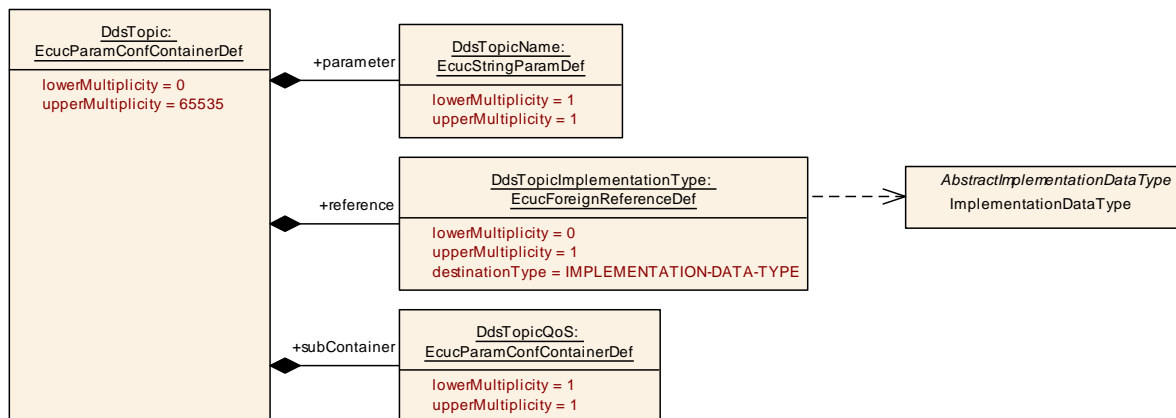 DdsTopic:
EcucParamConfContainerDef
lowerMultiplicity = 0
upperMultiplicity = 65535
+parameter
DdsTopicName:
EcucStringParamDef
lowerMultiplicity = 1
upperMultiplicity = 1
+reference
DdsTopicImplementationType:
EcucForeignReferenceDef
lowerMultiplicity = 0
upperMultiplicity = 1
destinationType = IMPLEMENTATION-DATA-TYPE
AbstractImplementationDataType
ImplementationDataType
+subContainer
DdsTopicQoS:
EcucParamConfContainerDef
lowerMultiplicity = 1
upperMultiplicity = 1